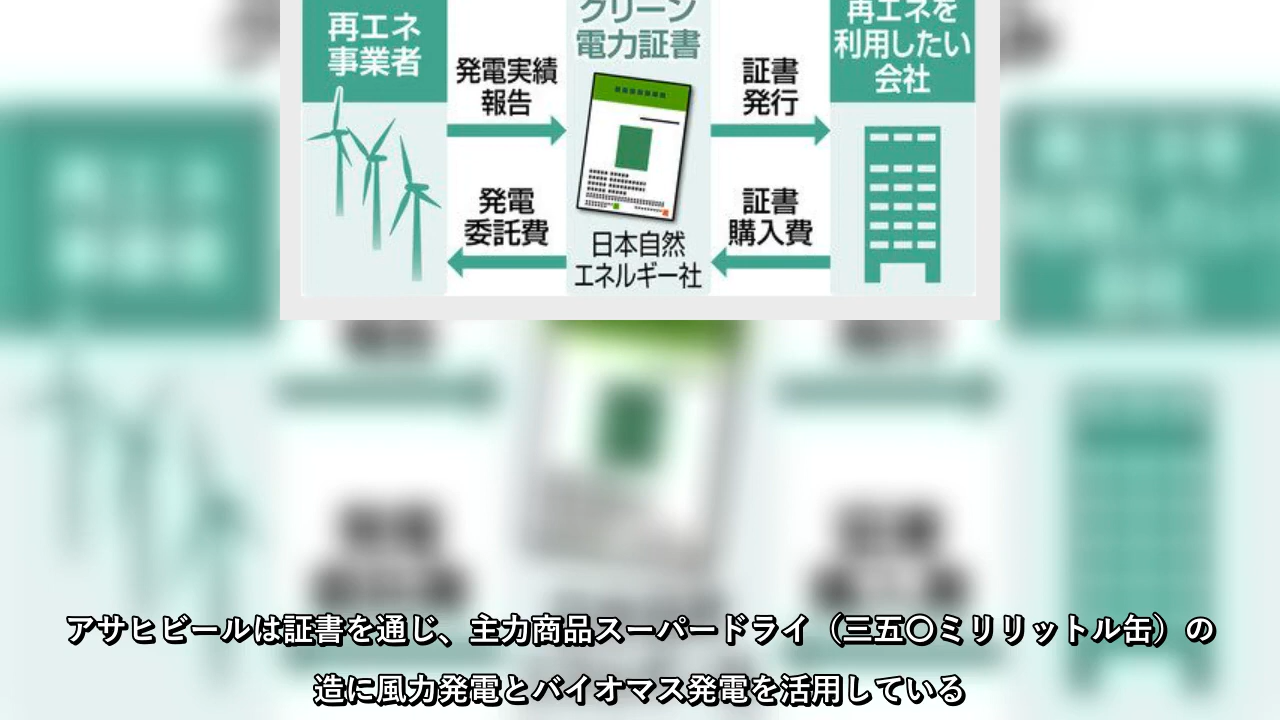 再エネ
事業者
発電実績
報告
発電
委託費
クリーン
電力証書
日本自然
エネルギー社
証書
発行
証書
購入費
再エネを
利用したい
会社
アサヒビールは証書を通じ、主力商品スーパードライ（三五〇ミリリットル缶）の
造に風力発電とバイオマス発電を活用している